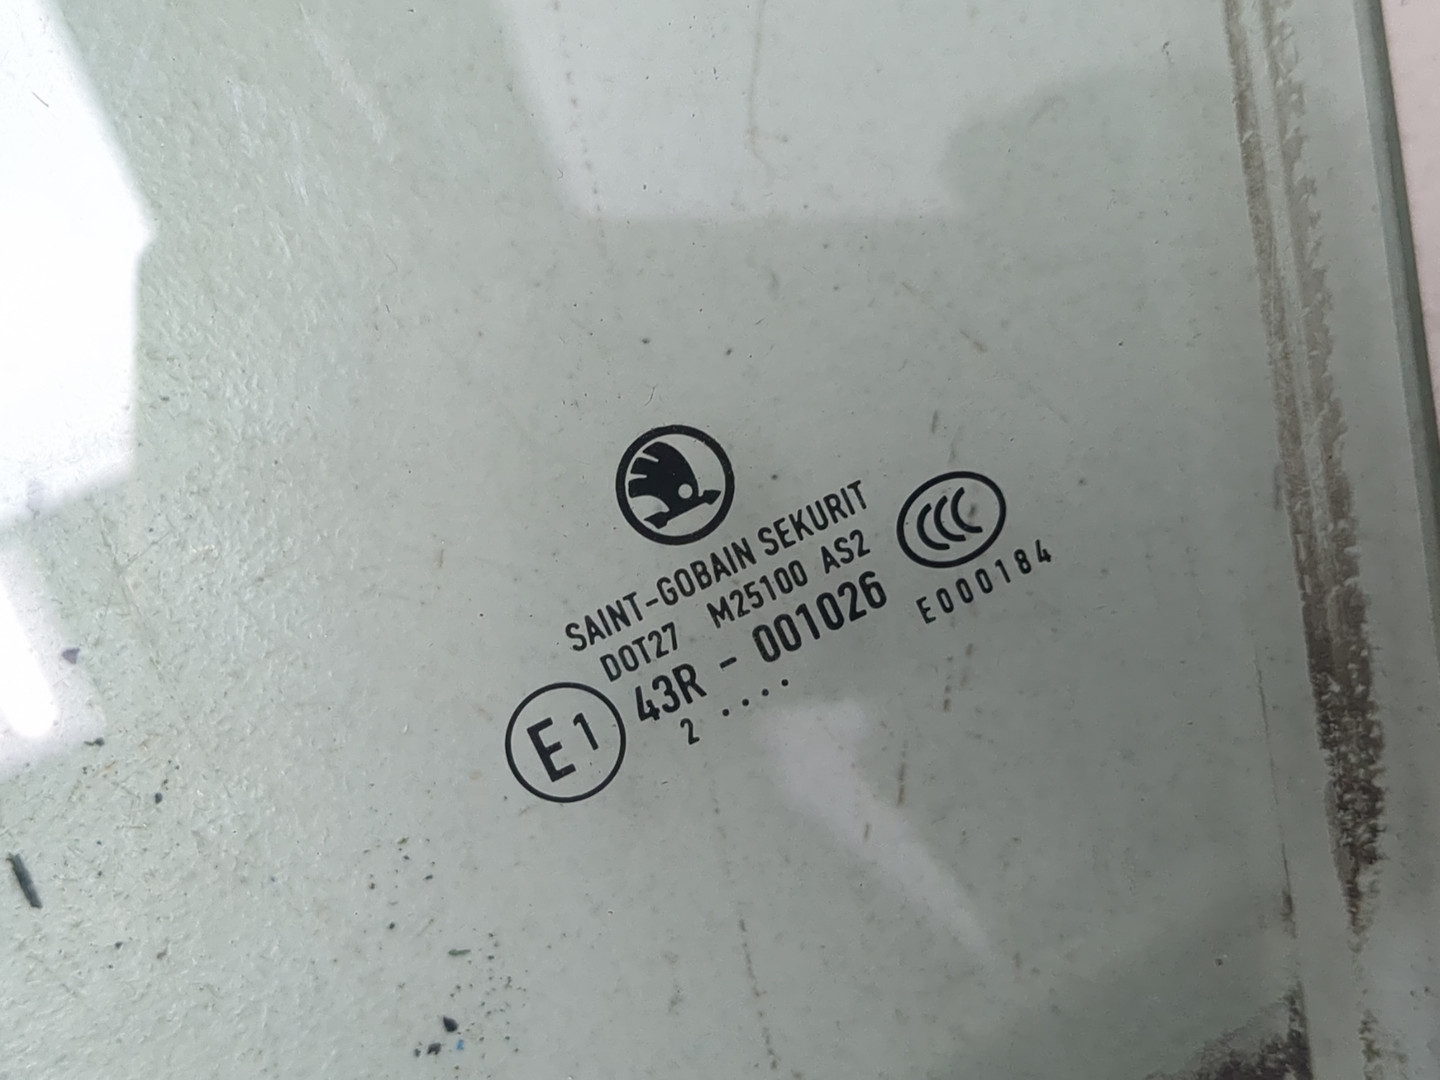 SAINT-GOBAIN SEKURIT
DOT27 M25100 AS2
43R - 001026
2 ....
E1
CCC
E000184